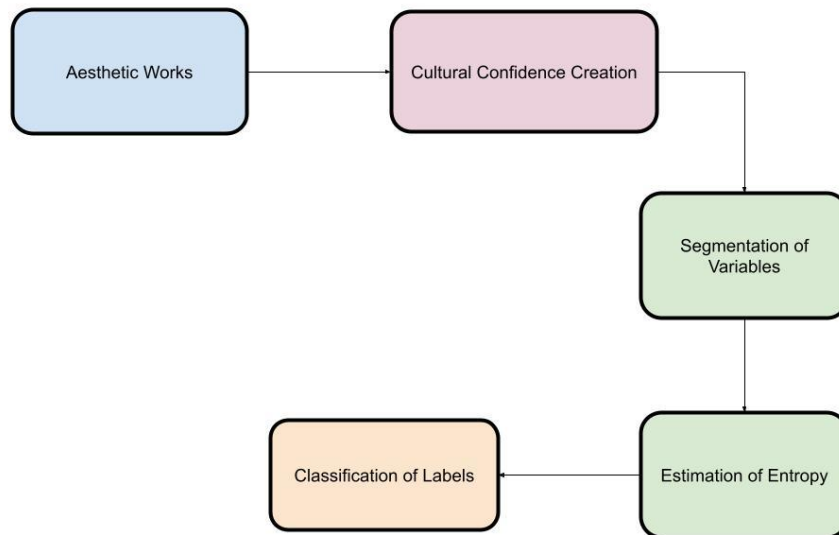 Aesthetic Works
Cultural Confidence Creation
Segmentation of
Variables
Estimation of Entropy
Classification of Labels